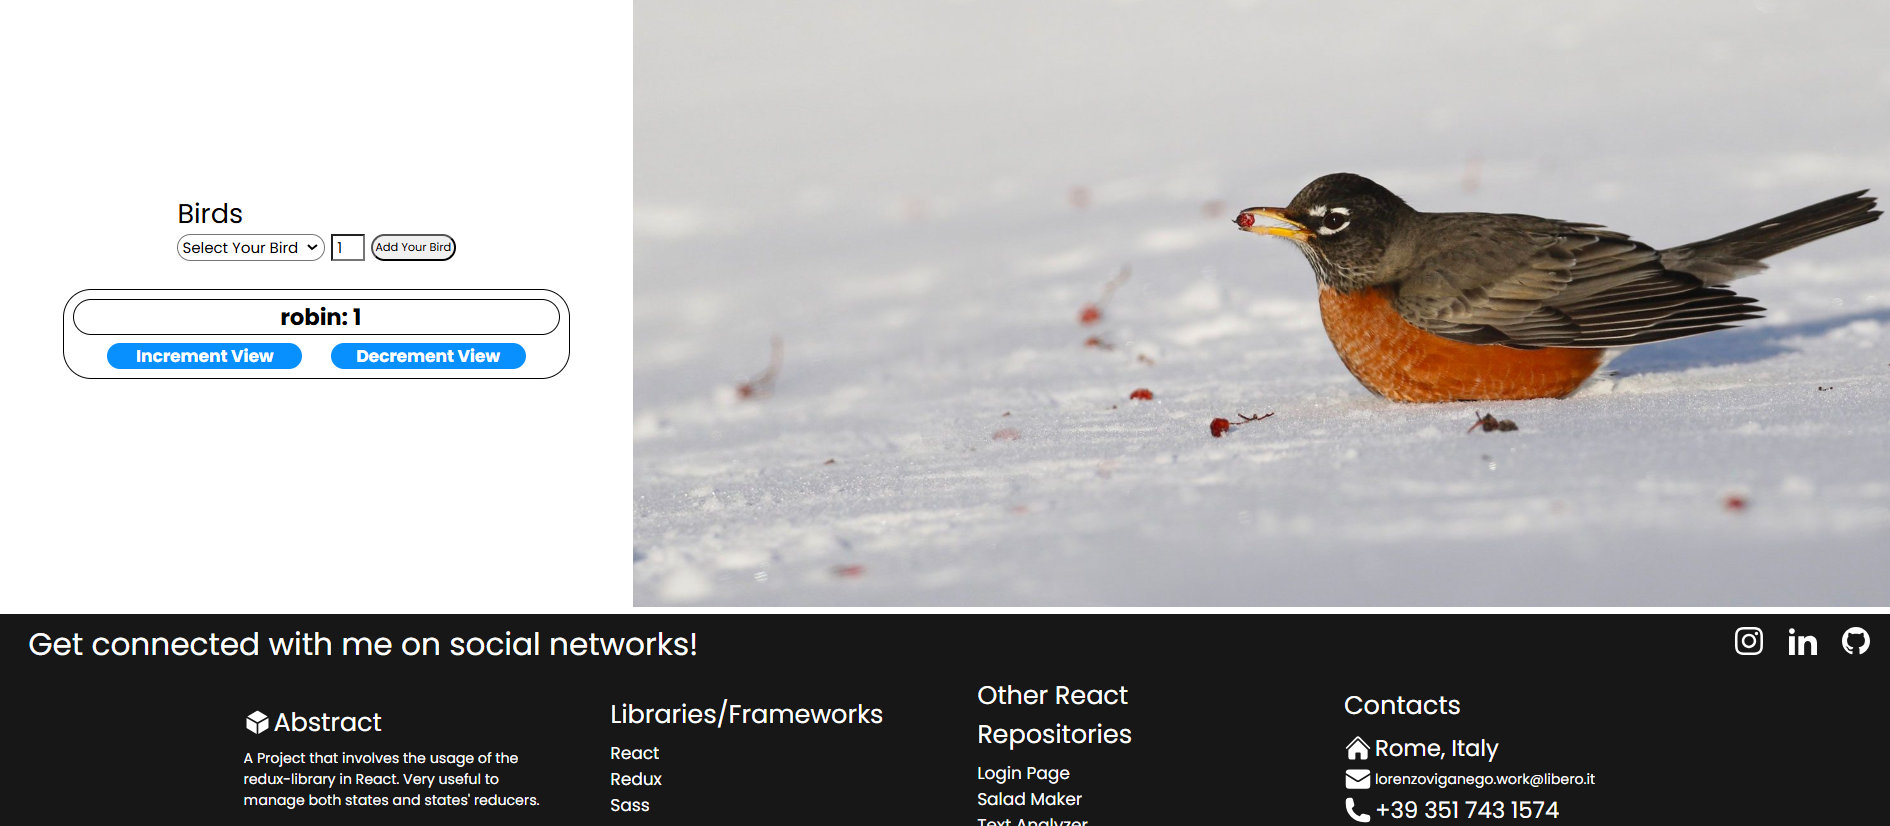 Birds
Select Your Bird
1
Add Your Bird
robin: 1
Increment View
Decrement View
Get connected with me on social networks!
Abstract
A Project that involves the usage of the
redux-library in React. Very useful to
manage both states and states' reducers.
Libraries/Frameworks
React
Redux
Sass
Other React
Repositories
Login Page
Salad Maker
Text Analyzer
Contacts
Rome, Italy
lorenzoviganego.work@libero.it
+39 351 743 1574